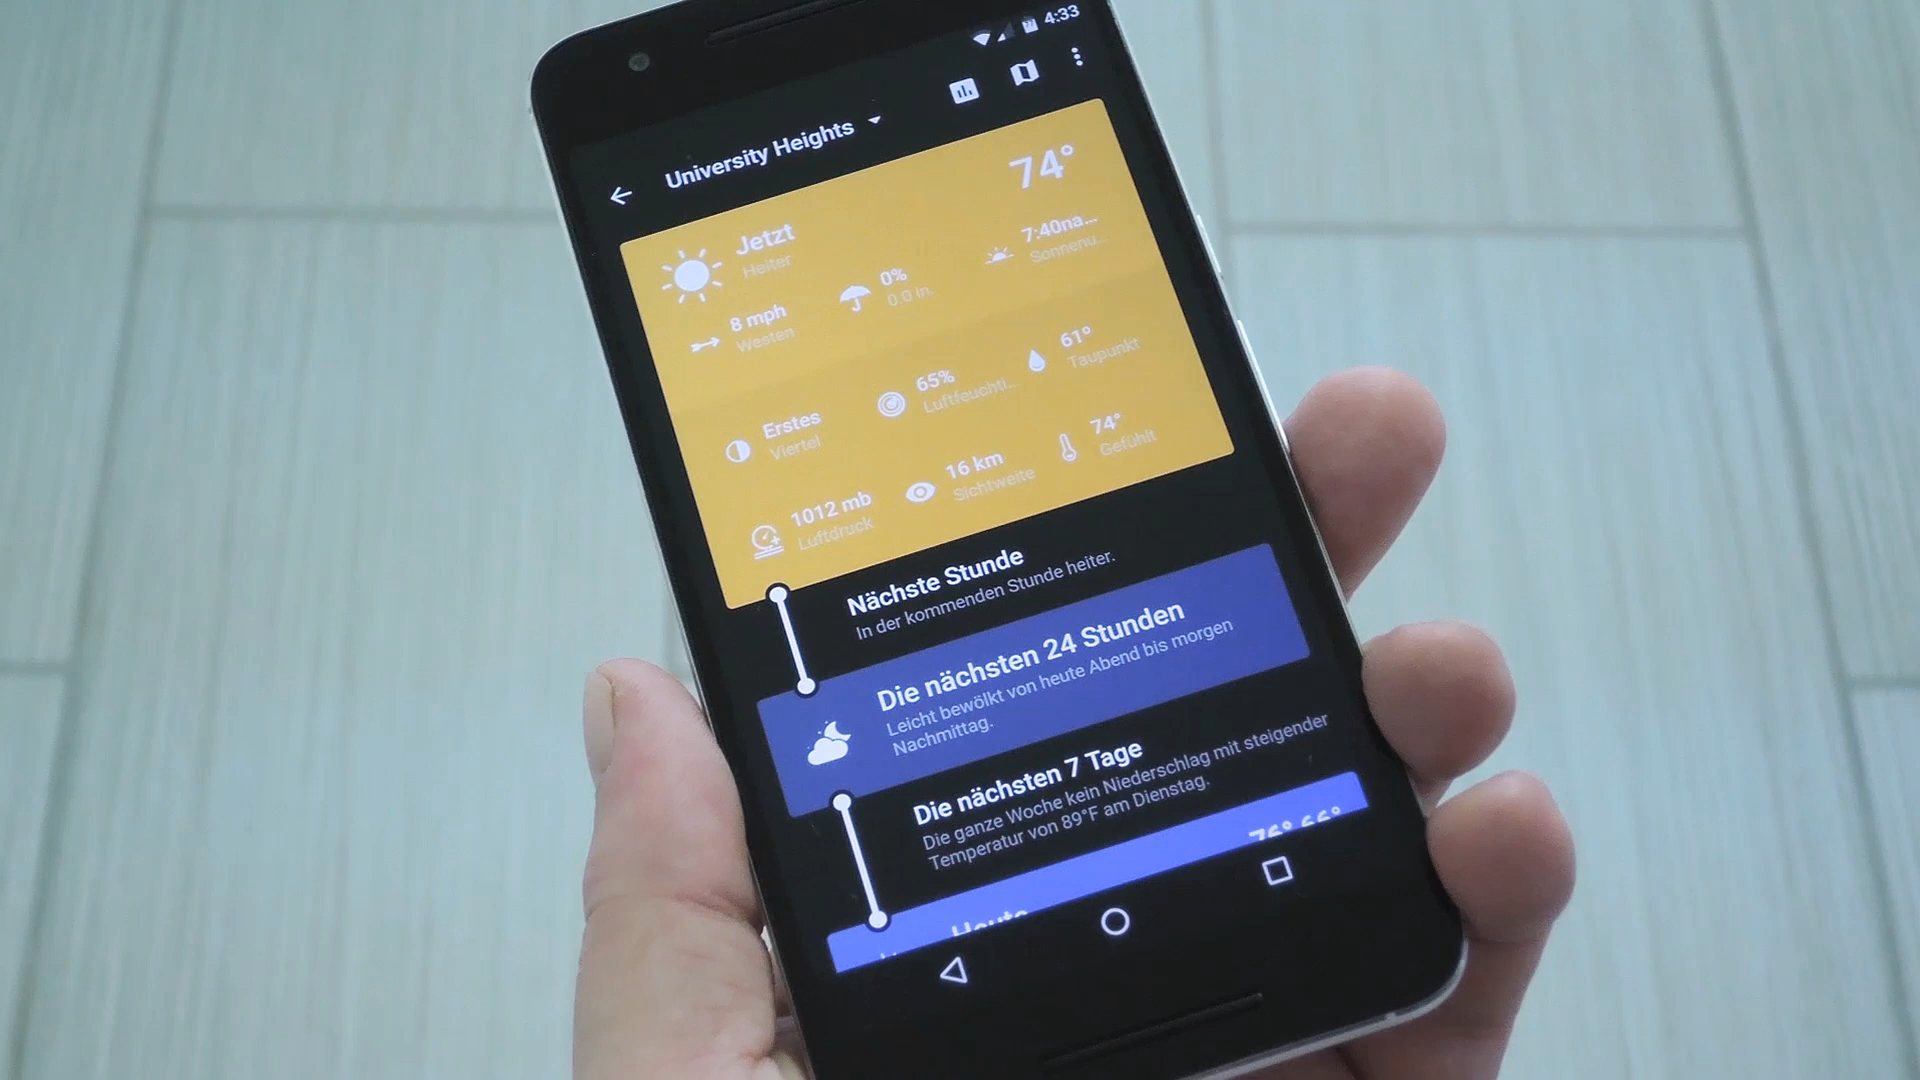 4:33
University Heights
74°
Jetzt
Heiter
8 mph
Westen
0%
0.0 in.
7:40na...
Sonnenu...
Erstes
Viertel
65%
Luftfeuchti...
61°
Taupunkt
1012 mb
Luftdruck
16 km
Sichtweite
74°
Gefühlt
Nächste Stunde
In der kommenden Stunde heiter.
Die nächsten 24 Stunden
Leicht bewölkt von heute Abend bis morgen
Nachmittag.
Die nächsten 7 Tage
Die ganze Woche kein Niederschlag mit steigender
Temperatur von 89°F am Dienstag.
76° 66°
Heute